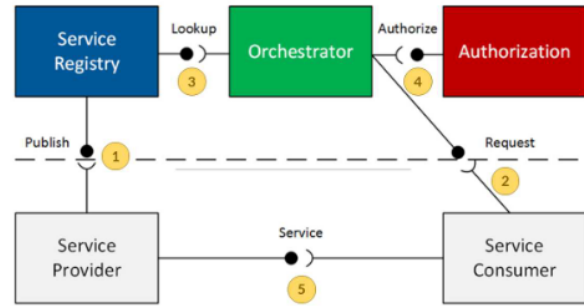 Service
Registry
Lookup
3
Orchestrator
Authorize
4
Authorization
Publish
1
Request
2
Service
Provider
Service
5
Service
Consumer